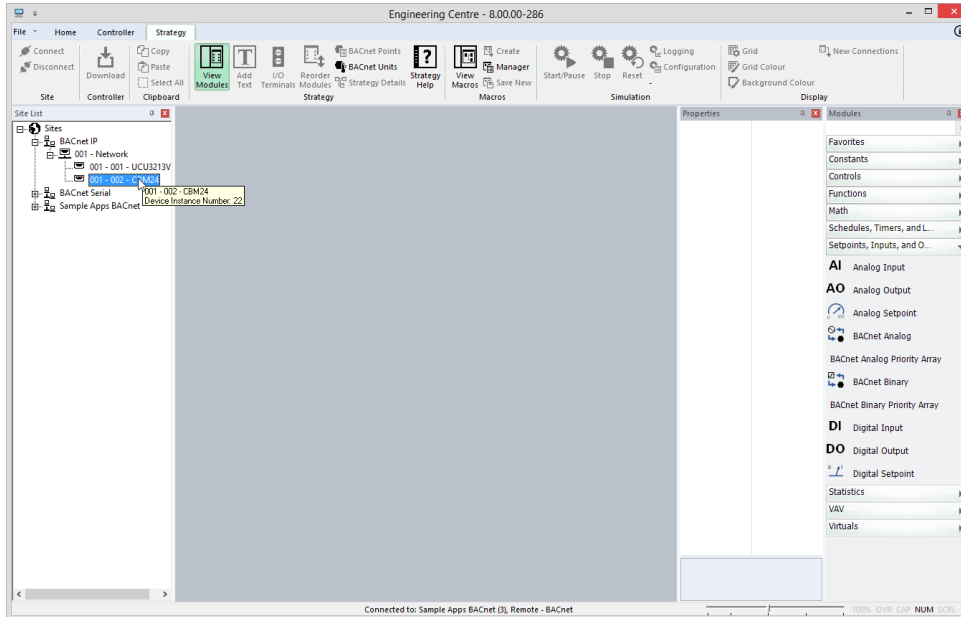 Engineering Centre - 8.00.00-286
File Home Controller Strategy
Connect
Disconnect
Site
Download
Controller
Copy
Paste
Select All
Clipboard
View Modules
Add Text
I/O Terminals
Reorder Modules
BACnet Points
BACnet Units
Strategy Details
Strategy Help
Strategy
View Macros
Create
Manager
Save New
Macros
Start/Pause
Stop
Reset
Logging
Configuration
-
Simulation
Grid
Grid Colour
Background Colour
New Connections
Display
Site List
Sites
BACnet IP
001 - Network
001 - 001 - UCU3213V
001 - 002 - CBM24
001 - 002 - CBM24
Device Instance Number: 22
BACnet Serial
Sample Apps BACnet
Properties
Modules
Favorites
Constants
Controls
Functions
Math
Schedules, Timers, and L...
Setpoints, Inputs, and O...
AI Analog Input
AO Analog Output
Analog Setpoint
BACnet Analog
BACnet Analog Priority Array
BACnet Binary
BACnet Binary Priority Array
DI Digital Input
DO Digital Output
Digital Setpoint
Statistics
VAV
Virtuals
Connected to: Sample Apps BACnet (3), Remote - BACnet
100% OVR CAP NUM SCRL